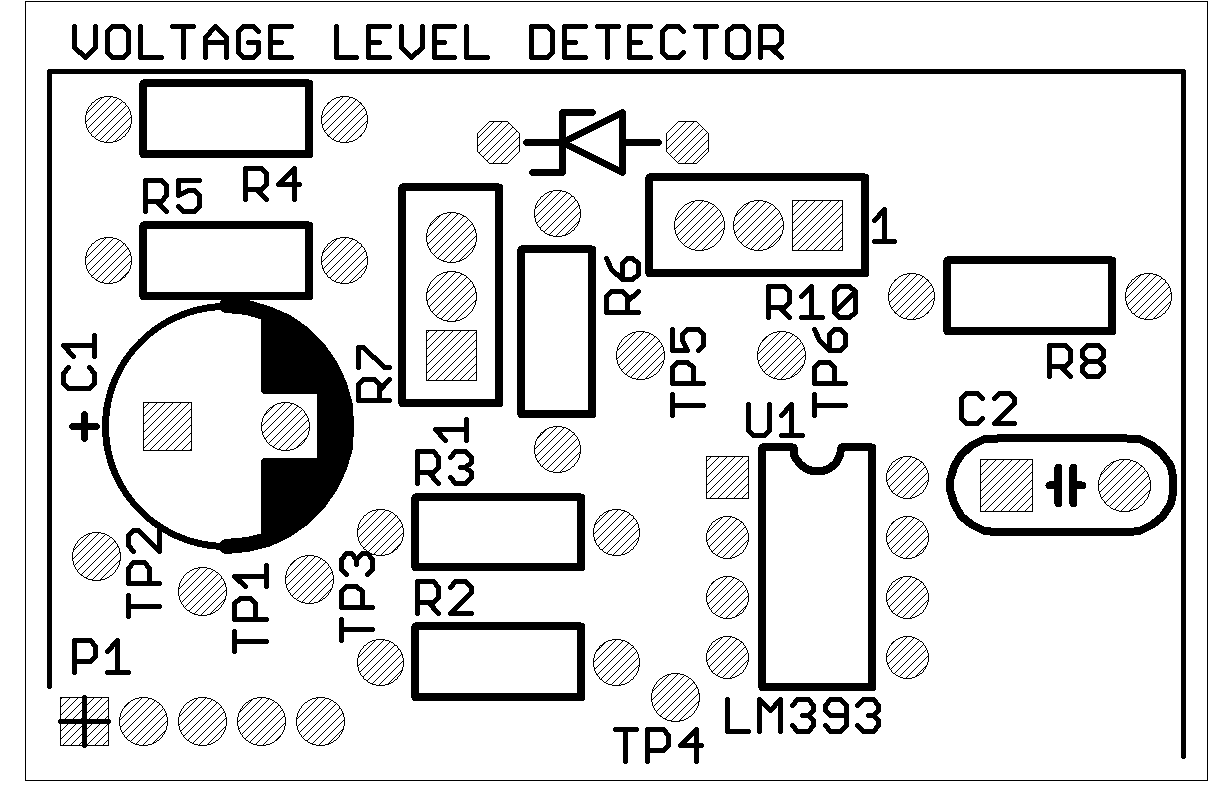 VOLTAGE LEVEL DETECTOR
R5
R4
1
R6
R10
+ C1
R7
TP5
TP6
R8
1
U1
C2
R3
TP2
TP1
TP3
R2
P1
LM393
TP4